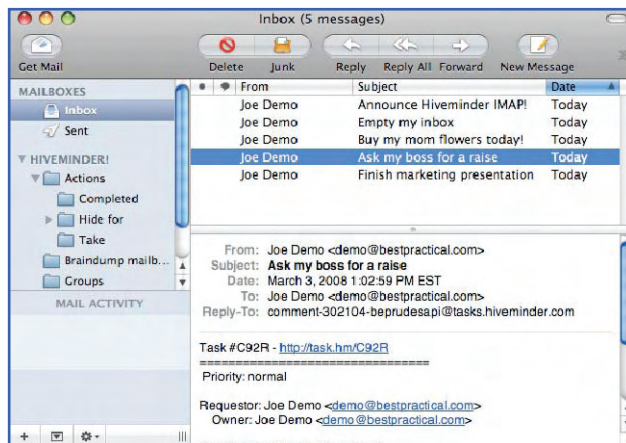 Inbox (5 messages)
Get Mail
Delete Junk Reply Reply All Forward New Message
MAILBOXES
Inbox
Sent
HIVEMINDER!
Actions
Completed
Hide for
Take
Braindump mailb...
Groups
MAIL ACTIVITY
From Subject Date
Joe Demo Announce Hiveminder IMAP! Today
Joe Demo Empty my inbox Today
Joe Demo Buy my mom flowers today! Today
Joe Demo Ask my boss for a raise Today
Joe Demo Finish marketing presentation Today
From: Joe Demo <demo@bestpractical.com>
Subject: Ask my boss for a raise
Date: March 3, 2008 1:02:59 PM EST
To: Joe Demo <demo@bestpractical.com>
Reply-To: comment-302104-beprudesapi@tasks.hiveminder.com
Task #C92R - http://task.hm/C92R
=================================
Priority: normal
Requestor: Joe Demo <demo@bestpractical.com>
Owner: Joe Demo <demo@bestpractical.com>